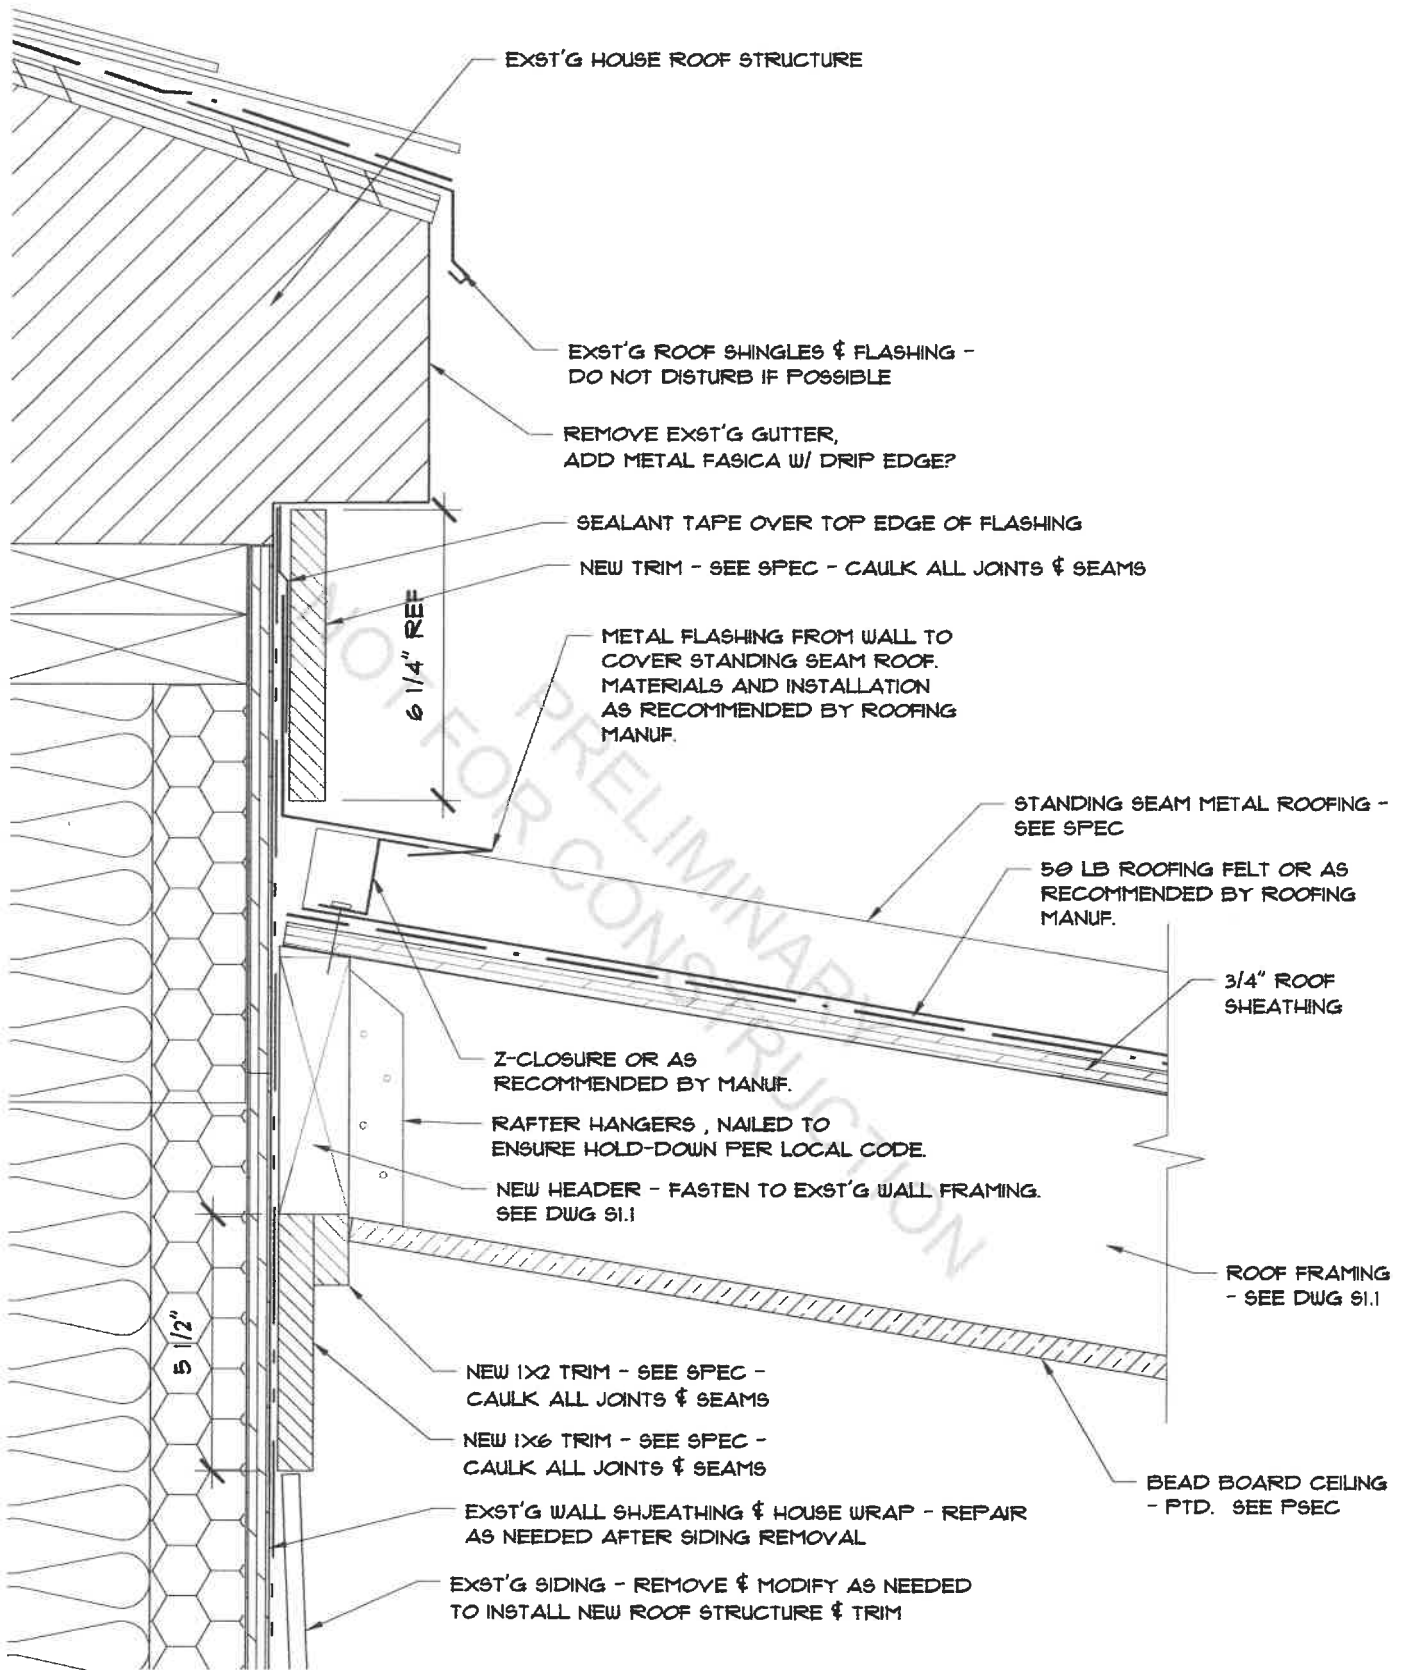 EXST'G HOUSE ROOF STRUCTURE
EXST'G ROOF SHINGLES & FLASHING -
DO NOT DISTURB IF POSSIBLE
REMOVE EXST'G GUTTER,
ADD METAL FASICA W/ DRIP EDGE?
SEALANT TAPE OVER TOP EDGE OF FLASHING
NEW TRIM - SEE SPEC - CAULK ALL JOINTS & SEAMS
6 1/4" REF
METAL FLASHING FROM WALL TO
COVER STANDING SEAM ROOF.
MATERIALS AND INSTALLATION
AS RECOMMENDED BY ROOFING
MANUF.
PRELIMINARY
NOT FOR CONSTRUCTION
STANDING SEAM METAL ROOFING -
SEE SPEC
50 LB ROOFING FELT OR AS
RECOMMENDED BY ROOFING
MANUF.
3/4" ROOF
SHEATHING
Z-CLOSURE OR AS
RECOMMENDED BY MANUF.
RAFTER HANGERS , NAILED TO
ENSURE HOLD-DOWN PER LOCAL CODE.
NEW HEADER - FASTEN TO EXST'G WALL FRAMING.
SEE DWG S1.1
ROOF FRAMING
- SEE DWG S1.1
5 1/2"
NEW 1X2 TRIM - SEE SPEC -
CAULK ALL JOINTS & SEAMS
NEW 1X6 TRIM - SEE SPEC -
CAULK ALL JOINTS & SEAMS
BEAD BOARD CEILING
- PTD. SEE PSEC
EXST'G WALL SHJEATHING & HOUSE WRAP - REPAIR
AS NEEDED AFTER SIDING REMOVAL
EXST'G SIDING - REMOVE & MODIFY AS NEEDED
TO INSTALL NEW ROOF STRUCTURE & TRIM